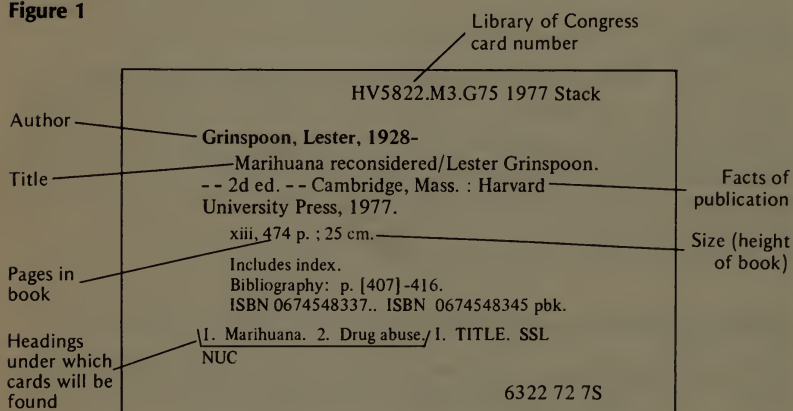 Figure 1
Library of Congress
card number
HV5822.M3.G75 1977 Stack
Author
Grinspoon, Lester, 1928-
Title
Marihuana reconsidered/Lester Grinspoon.
-- 2d ed. -- Cambridge, Mass. : Harvard
University Press, 1977.
Facts of
publication
xiii, 474 p. ; 25 cm.
Size (height
of book)
Pages in
book
Includes index.
Bibliography: p. [407]-416.
ISBN 0674548337.. ISBN 0674548345 pbk.
Headings
under which
cards will be
found
\1. Marihuana. 2. Drug abuse./ I. TITLE. SSL
NUC
6322 72 7S